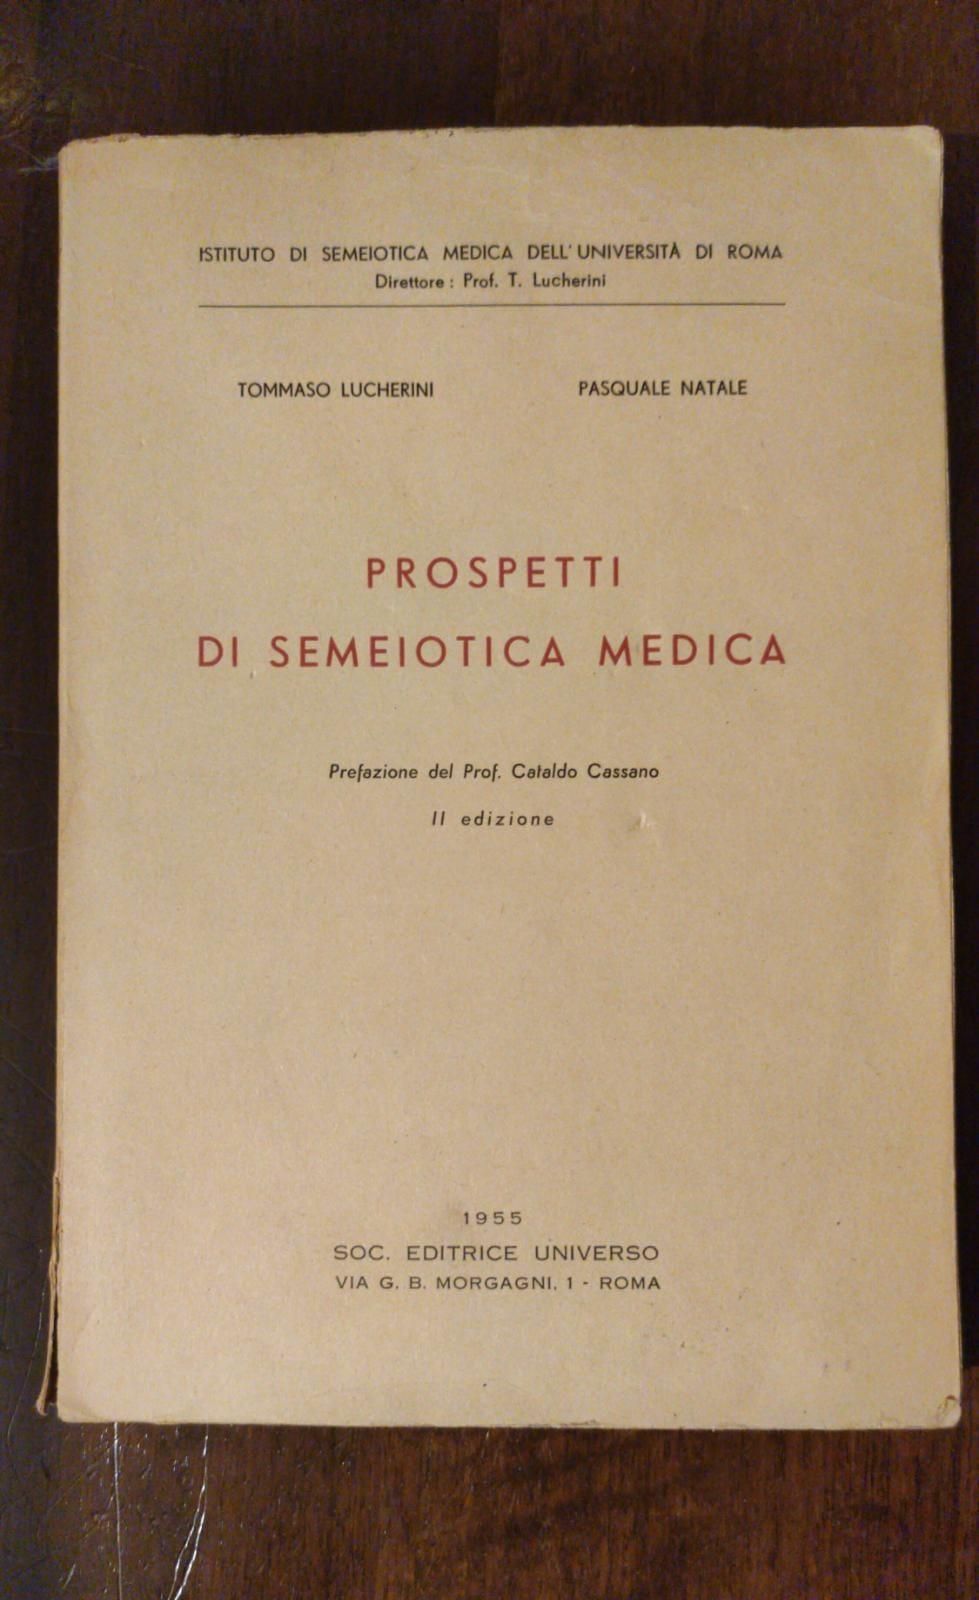 ISTITUTO DI SEMEIOTICA MEDICA DELL'UNIVERSITÀ DI ROMA
Direttore : Prof. T. Lucherini
TOMMASO LUCHERINI PASQUALE NATALE
PROSPETTI
DI SEMEIOTICA MEDICA
Prefazione del Prof. Cataldo Cassano
II edizione
1955
SOC. EDITRICE UNIVERSO
VIA G. B. MORGAGNI, 1 - ROMA